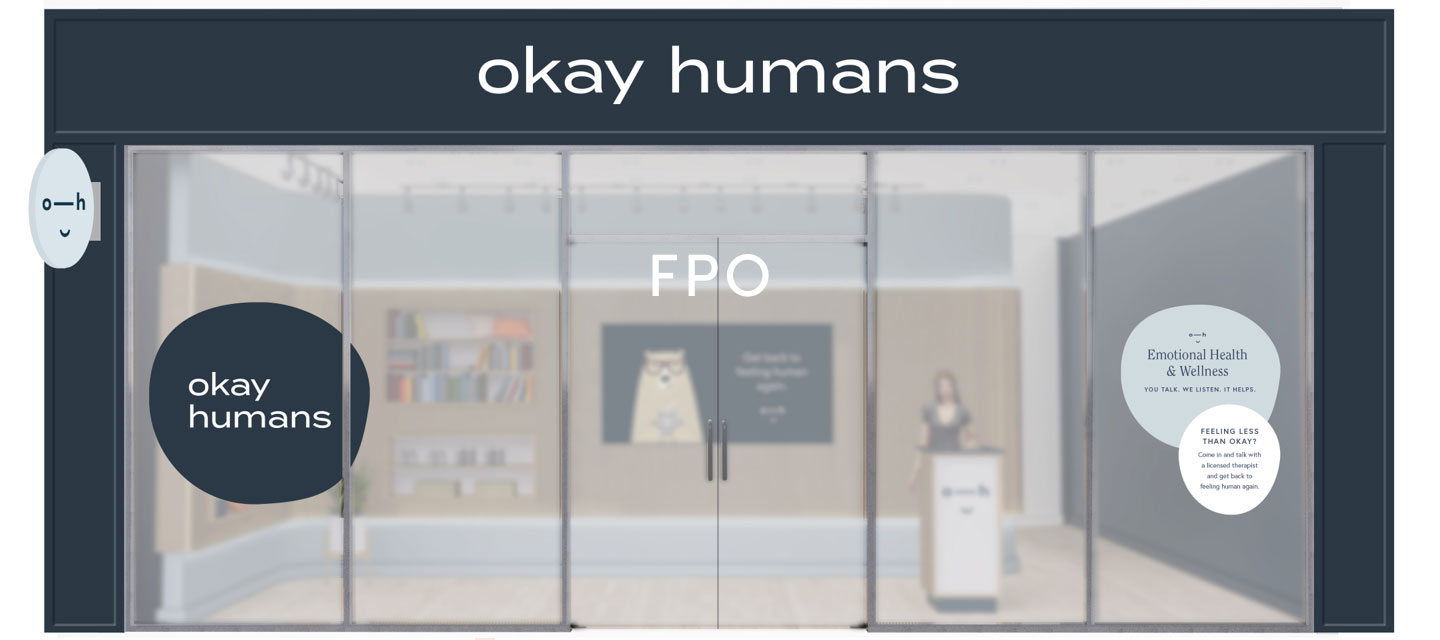 okay humans
o—h
FPO
okay
humans
Get back to
feeling human
again.
o—h
o—h
o—h
Emotional Health
& Wellness
YOU TALK. WE LISTEN. IT HELPS.
FEELING LESS
THAN OKAY?
Come in and talk with
a licensed therapist
and get back to
feeling human again.